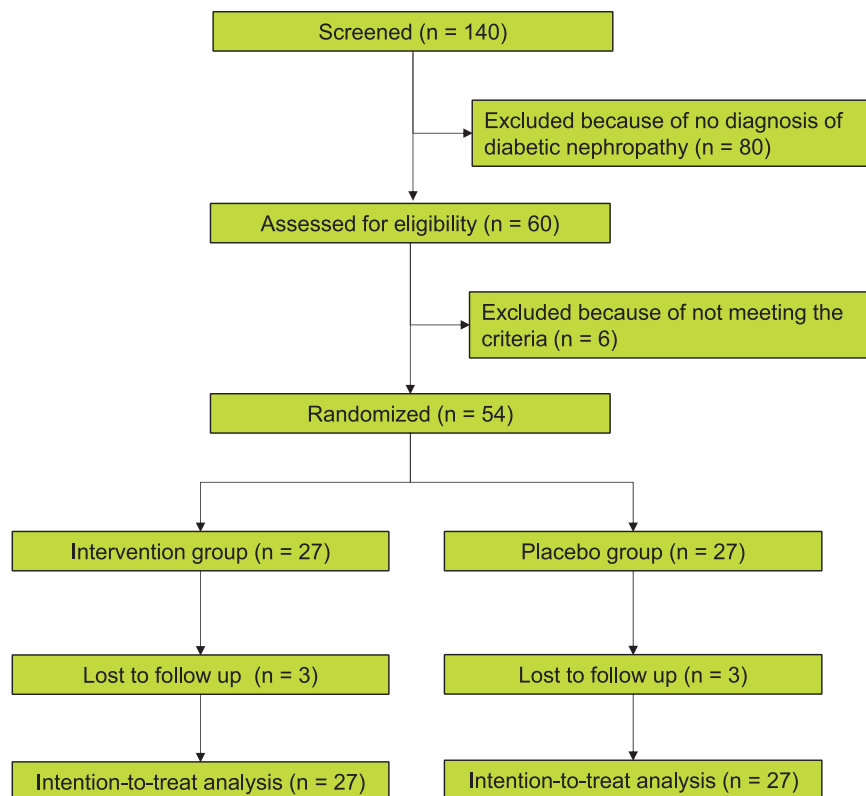 Screened (n = 140)
Excluded because of no diagnosis of
diabetic nephropathy (n = 80)
Assessed for eligibility (n = 60)
Excluded because of not meeting the
criteria (n = 6)
Randomized (n = 54)
Intervention group (n = 27)
Placebo group (n = 27)
Lost to follow up (n = 3)
Lost to follow up (n = 3)
Intention-to-treat analysis (n = 27)
Intention-to-treat analysis (n = 27)